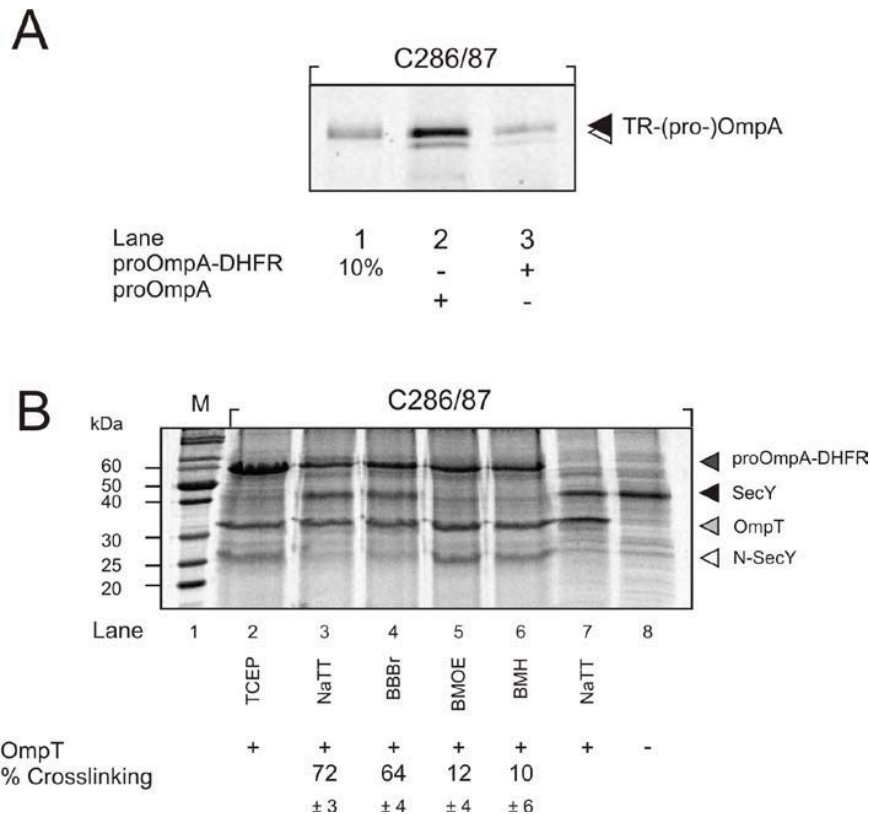 A
C286/87
TR-(pro-)OmpA
Lane 1 2 3
proOmpA-DHFR 10% - +
proOmpA + -
B
M C286/87
kDa
60
50
40
30
25
20
proOmpA-DHFR
SecY
OmpT
N-SecY
Lane 1 2 3 4 5 6 7 8
TCEP NaTT BBBr BMOE BMH NaTT
OmpT + + + + + + -
% Crosslinking 72 64 12 10
± 3 ± 4 ± 4 ± 6